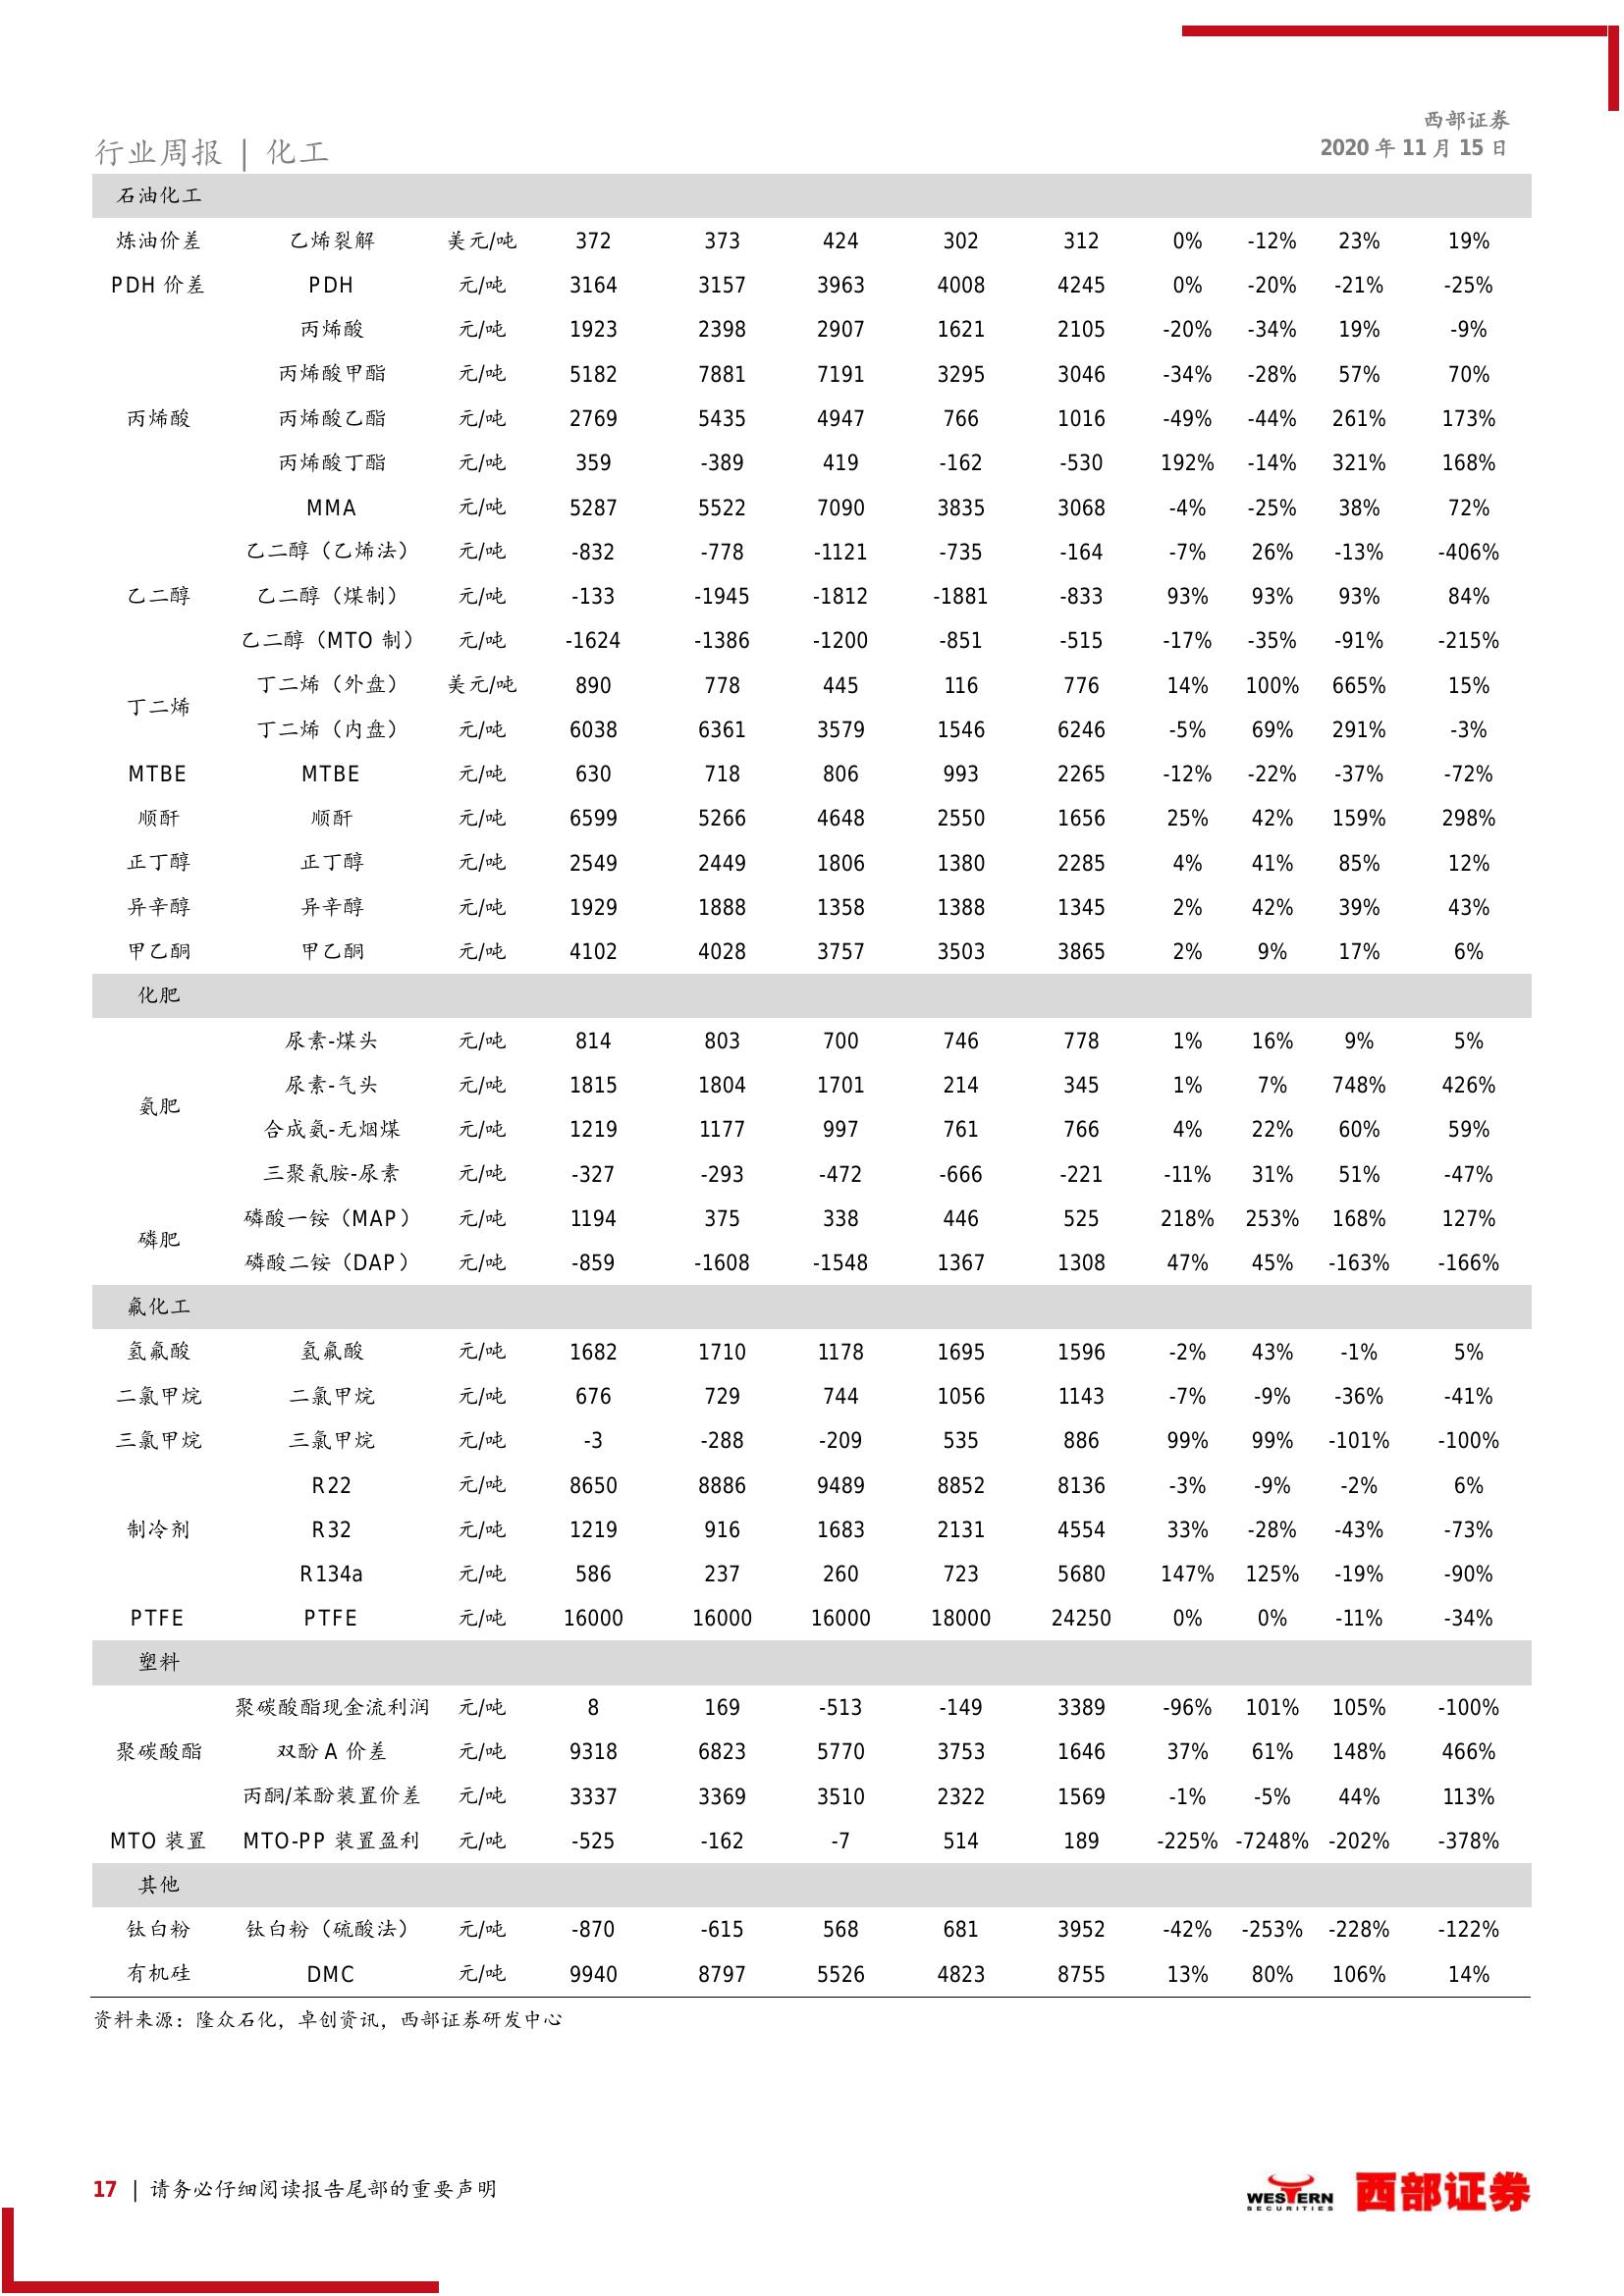 西部证券
行业周报 | 化工
2020 年 11 月 15 日
石油化工
炼油价差 乙烯裂解 美元/吨 372 373 424 302 312 0% -12% 23% 19%
PDH 价差 PDH 元/吨 3164 3157 3963 4008 4245 0% -20% -21% -25%
丙烯酸 元/吨 1923 2398 2907 1621 2105 -20% -34% 19% -9%
丙烯酸甲酯 元/吨 5182 7881 7191 3295 3046 -34% -28% 57% 70%
丙烯酸 丙烯酸乙酯 元/吨 2769 5435 4947 766 1016 -49% -44% 261% 173%
丙烯酸丁酯 元/吨 359 -389 419 -162 -530 192% -14% 321% 168%
MMA 元/吨 5287 5522 7090 3835 3068 -4% -25% 38% 72%
乙二醇（乙烯法） 元/吨 -832 -778 -1121 -735 -164 -7% 26% -13% -406%
乙二醇 乙二醇（煤制） 元/吨 -133 -1945 -1812 -1881 -833 93% 93% 93% 84%
乙二醇（MTO 制） 元/吨 -1624 -1386 -1200 -851 -515 -17% -35% -91% -215%
丁二烯（外盘） 美元/吨 890 778 445 116 776 14% 100% 665% 15%
丁二烯
丁二烯（内盘） 元/吨 6038 6361 3579 1546 6246 -5% 69% 291% -3%
MTBE MTBE 元/吨 630 718 806 993 2265 -12% -22% -37% -72%
顺酐 顺酐 元/吨 6599 5266 4648 2550 1656 25% 42% 159% 298%
正丁醇 正丁醇 元/吨 2549 2449 1806 1380 2285 4% 41% 85% 12%
异辛醇 异辛醇 元/吨 1929 1888 1358 1388 1345 2% 42% 39% 43%
甲乙酮 甲乙酮 元/吨 4102 4028 3757 3503 3865 2% 9% 17% 6%
化肥
尿素-煤头 元/吨 814 803 700 746 778 1% 16% 9% 5%
尿素-气头 元/吨 1815 1804 1701 214 345 1% 7% 748% 426%
氨肥
合成氨-无烟煤 元/吨 1219 1177 997 761 766 4% 22% 60% 59%
三聚氰胺-尿素 元/吨 -327 -293 -472 -666 -221 -11% 31% 51% -47%
磷酸一铵（MAP） 元/吨 1194 375 338 446 525 218% 253% 168% 127%
磷肥
磷酸二铵（DAP） 元/吨 -859 -1608 -1548 1367 1308 47% 45% -163% -166%
氟化工
氢氟酸 氢氟酸 元/吨 1682 1710 1178 1695 1596 -2% 43% -1% 5%
二氯甲烷 二氯甲烷 元/吨 676 729 744 1056 1143 -7% -9% -36% -41%
三氯甲烷 三氯甲烷 元/吨 -3 -288 -209 535 886 99% 99% -101% -100%
R22 元/吨 8650 8886 9489 8852 8136 -3% -9% -2% 6%
制冷剂 R32 元/吨 1219 916 1683 2131 4554 33% -28% -43% -73%
R134a 元/吨 586 237 260 723 5680 147% 125% -19% -90%
PTFE PTFE 元/吨 16000 16000 16000 18000 24250 0% 0% -11% -34%
塑料
聚碳酸酯现金流利润 元/吨 8 169 -513 -149 3389 -96% 101% 105% -100%
聚碳酸酯 双酚 A 价差 元/吨 9318 6823 5770 3753 1646 37% 61% 148% 466%
丙酮/苯酚装置价差 元/吨 3337 3369 3510 2322 1569 -1% -5% 44% 113%
MTO 装置 MTO-PP 装置盈利 元/吨 -525 -162 -7 514 189 -225% -7248% -202% -378%
其他
钛白粉 钛白粉（硫酸法） 元/吨 -870 -615 568 681 3952 -42% -253% -228% -122%
有机硅 DMC 元/吨 9940 8797 5526 4823 8755 13% 80% 106% 14%
资料来源：隆众石化，卓创资讯，西部证券研发中心
17 | 请务必仔细阅读报告尾部的重要声明
WESTERN
SECURITIES
西部证券